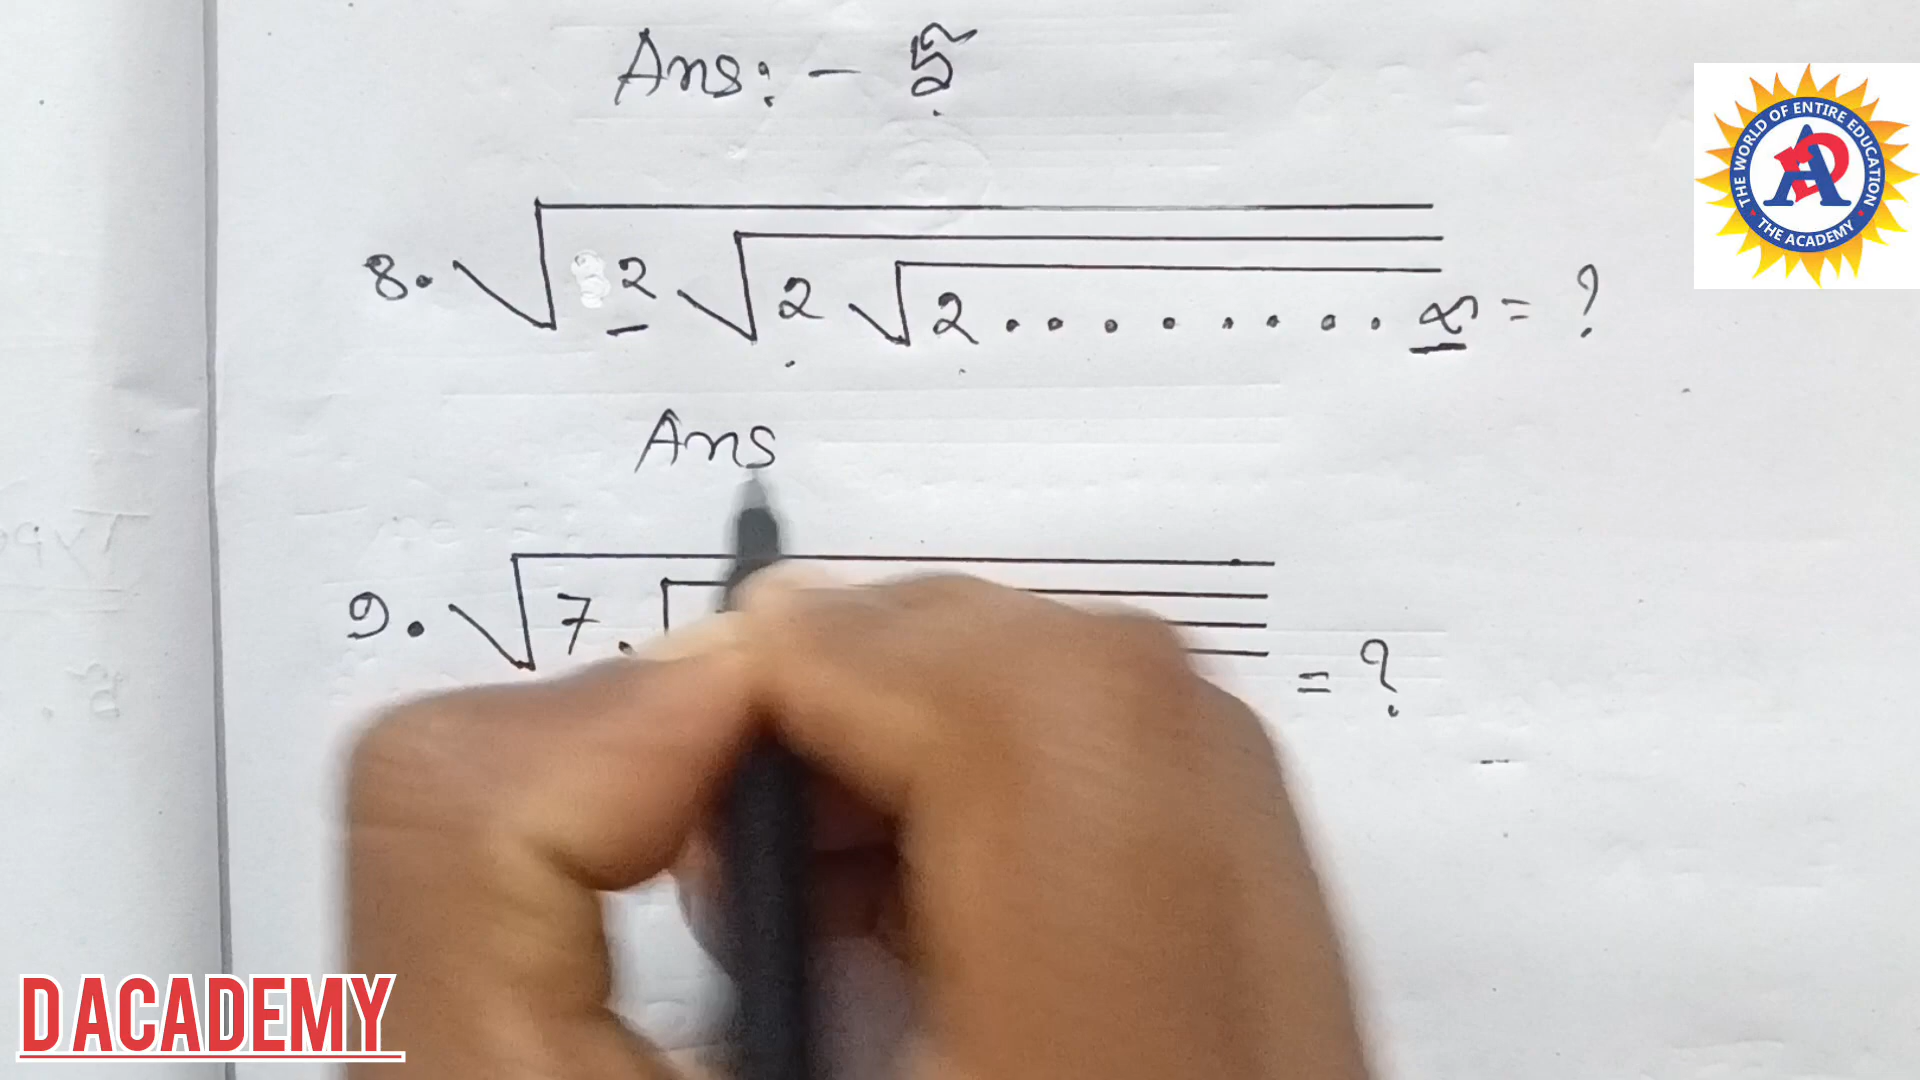 Ans:- 5
THE WORLD OF ENTIRE EDUCATION
THE ACADEMY
8. √2√2√2.........∞ = ?
Ans
9. √7.√ = ?
D ACADEMY